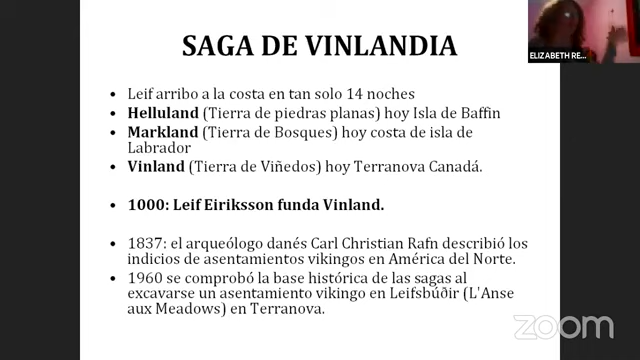 SAGA DE VINLANDIA
ELIZABETH RE...
• Leif arribo a la costa en tan solo 14 noches
• Helluland (Tierra de piedras planas) hoy Isla de Baffin
• Markland (Tierra de Bosques) hoy costa de isla de
Labrador
• Vinland (Tierra de Viñedos) hoy Terranova Canadá.
• 1000: Leif Eiriksson funda Vinland.
• 1837: el arqueólogo danés Carl Christian Rafn describió los
indicios de asentamientos vikingos en América del Norte.
• 1960 se comprobó la base histórica de las sagas al
excavarse un asentamiento vikingo en Leifsbúðir (L'Anse
aux Meadows) en Terranova.
zoom